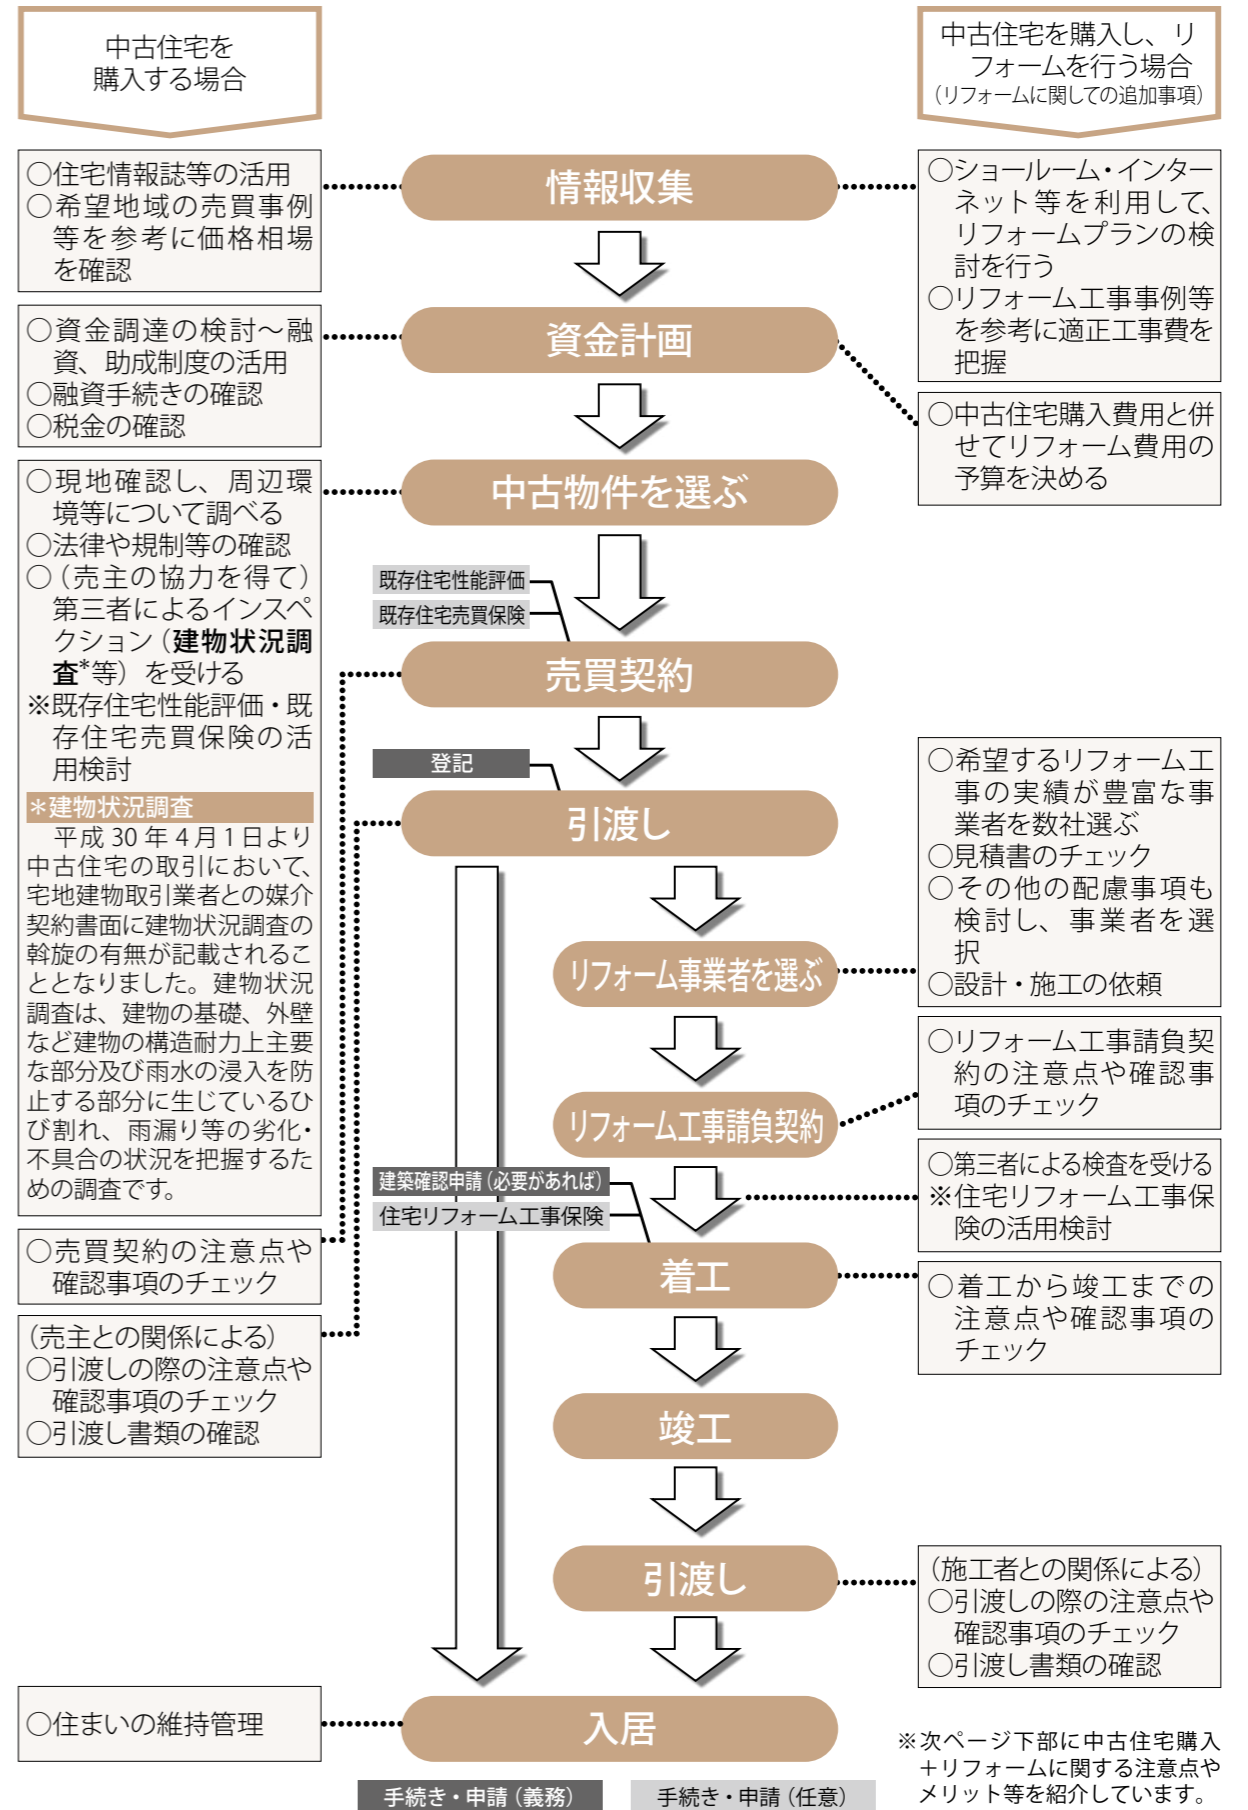 中古住宅を
購入する場合
○住宅情報誌等の活用
○希望地域の売買事例
等を参考に価格相場
を確認
○資金調達の検討～融
資、助成制度の活用
○融資手続きの確認
○税金の確認
○現地確認し、周辺環
境等について調べる
○法律や規制等の確認
○（売主の協力を得て）
第三者によるインスペ
クション（建物状況調
査*等）を受ける
※既存住宅性能評価・既
存住宅売買保険の活
用検討
＊建物状況調査
平成 30 年 4 月 1 日より
中古住宅の取引において、
宅地建物取引業者との媒介
契約書面に建物状況調査の
斡旋の有無が記載されるこ
ととなりました。建物状況
調査は、建物の基礎、外壁
など建物の構造耐力上主要
な部分及び雨水の浸入を防
止する部分に生じているひ
び割れ、雨漏り等の劣化・
不具合の状況を把握するた
めの調査です。
○売買契約の注意点や
確認事項のチェック
（売主との関係による）
○引渡しの際の注意点や
確認事項のチェック
○引渡し書類の確認
○住まいの維持管理
情報収集
資金計画
中古物件を選ぶ
既存住宅性能評価
既存住宅売買保険
売買契約
登記
引渡し
リフォーム事業者を選ぶ
リフォーム工事請負契約
建築確認申請（必要があれば）
住宅リフォーム工事保険
着工
竣工
引渡し
入居
手続き・申請（義務）
手続き・申請（任意）
中古住宅を購入し、リ
フォームを行う場合
（リフォームに関しての追加事項）
○ショールーム・インター
ネット等を利用して、
リフォームプランの検
討を行う
○リフォーム工事事例等
を参考に適正工事費を
把握
○中古住宅購入費用と併
せてリフォーム費用の
予算を決める
○希望するリフォーム工
事の実績が豊富な事
業者を数社選ぶ
○見積書のチェック
○その他の配慮事項も
検討し、事業者を選
択
○設計・施工の依頼
○リフォーム工事請負契
約の注意点や確認事
項のチェック
○第三者による検査を受ける
※住宅リフォーム工事保
険の活用検討
○着工から竣工までの
注意点や確認事項の
チェック
（施工者との関係による）
○引渡しの際の注意点や
確認事項のチェック
○引渡し書類の確認
※次ページ下部に中古住宅購入
＋リフォームに関する注意点や
メリット等を紹介しています。